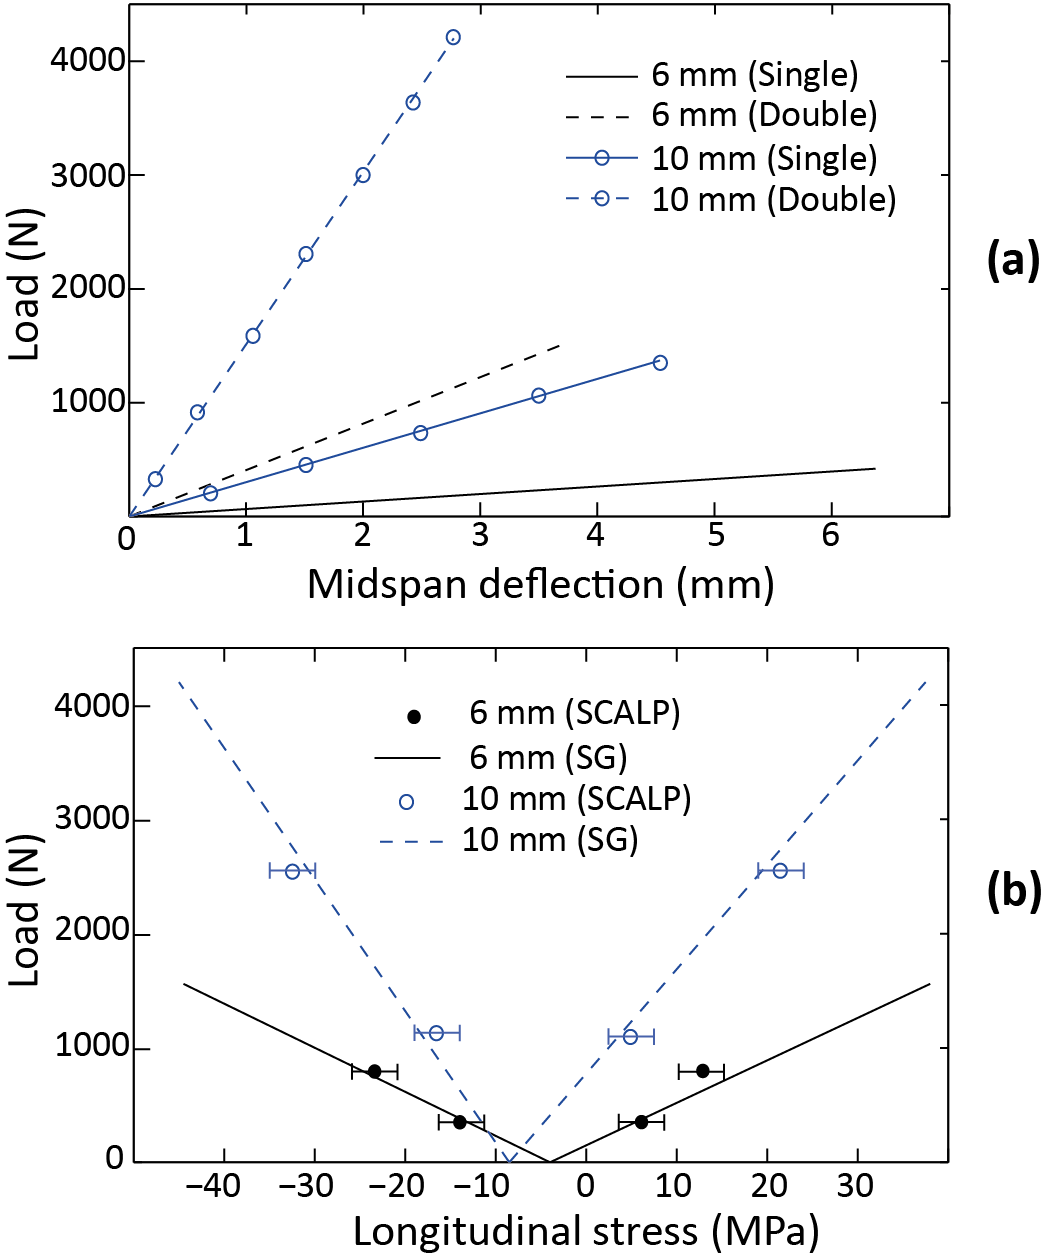 4000
3000
2000
1000
Load (N)
6 mm (Single)
6 mm (Double)
10 mm (Single)
10 mm (Double)
(a)
0 1 2 3 4 5 6
Midspan deflection (mm)
4000
3000
2000
1000
0
Load (N)
6 mm (SCALP)
6 mm (SG)
10 mm (SCALP)
10 mm (SG)
(b)
−40 −30 −20 −10 0 10 20 30
Longitudinal stress (MPa)